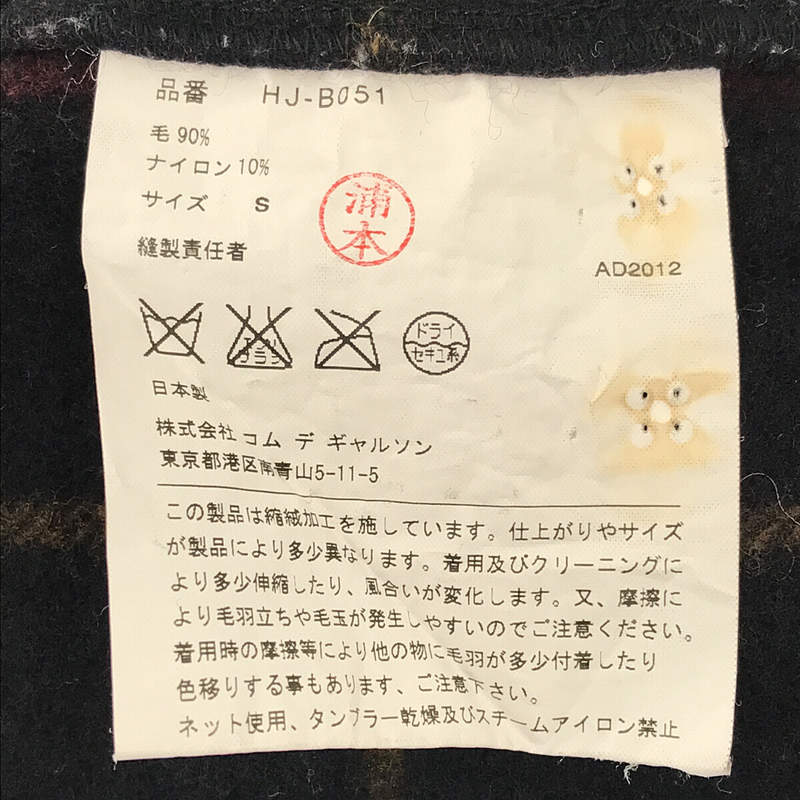 品番 HJ-B051
毛 90%
ナイロン 10%
サイズ S
浦本
縫製責任者
AD2012
エンソ
ブラシ
ドライ
セキユ系
日本製
株式会社 コム デ ギャルソン
東京都港区南青山5-11-5
この製品は縮絨加工を施しています。仕上がりやサイズ
が製品により多少異なります。着用及びクリーニングに
より多少伸縮したり、風合いが変化します。又、摩擦に
より毛羽立ちや毛玉が発生しやすいのでご注意ください。
着用時の摩擦等により他の物に毛羽が多少付着したり
色移りする事もあります、ご注意下さい。
ネット使用、タンブラー乾燥及びスチームアイロン禁止